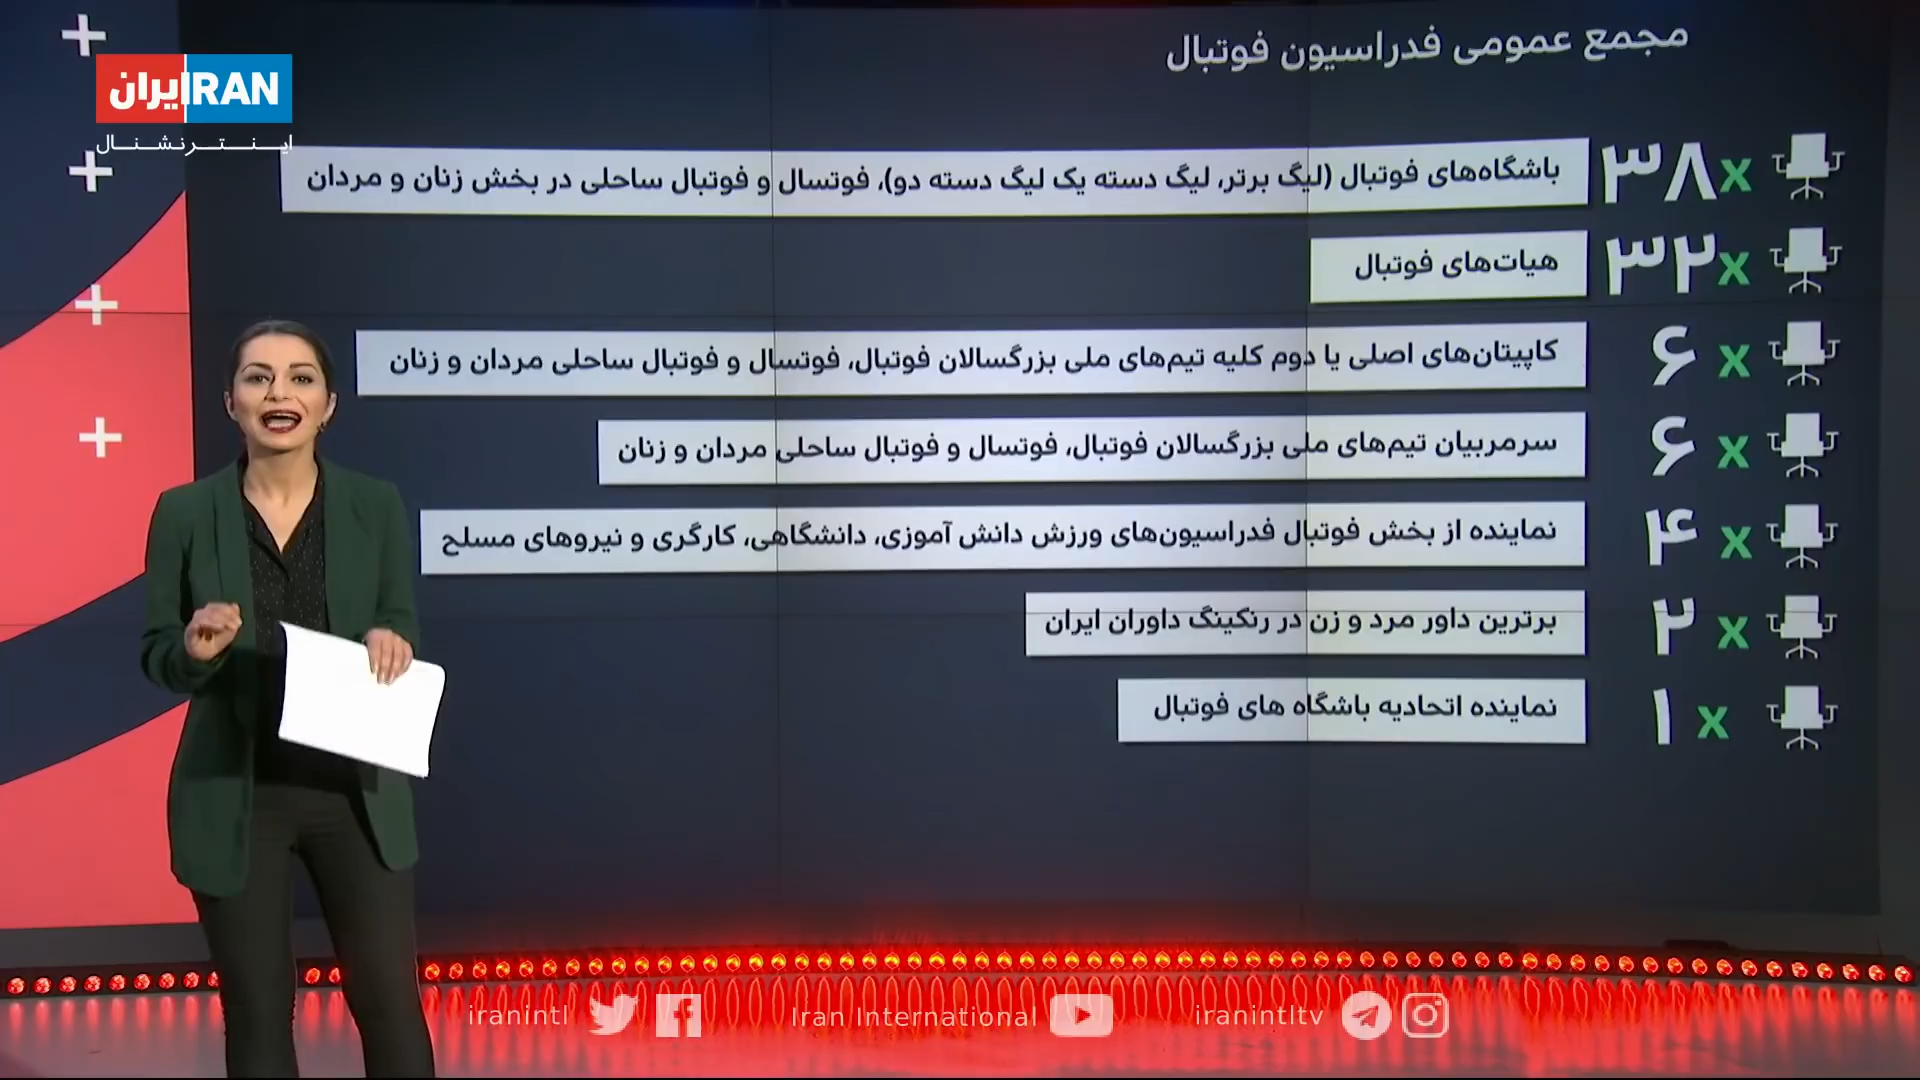 مجمع عمومی فدراسیون فوتبال
ایران IRAN
اینترنشنال
۳۸x باشگاه‌های فوتبال (لیگ برتر، لیگ دسته یک لیگ دسته دو)، فوتسال و فوتبال ساحلی در بخش زنان و مردان
۳۲x هیات‌های فوتبال
۶ x کاپیتان‌های اصلی یا دوم کلیه تیم‌های ملی بزرگسالان فوتبال، فوتسال و فوتبال ساحلی مردان و زنان
۶ x سرمربیان تیم‌های ملی بزرگسالان فوتبال، فوتسال و فوتبال ساحلی مردان و زنان
۴ x نماینده از بخش فوتبال فدراسیون‌های ورزش دانش آموزی، دانشگاهی، کارگری و نیروهای مسلح
۲ x برترین داور مرد و زن در رنکینگ داوران ایران
۱ x نماینده اتحادیه باشگاه های فوتبال
iranintl Iran International iranintltv